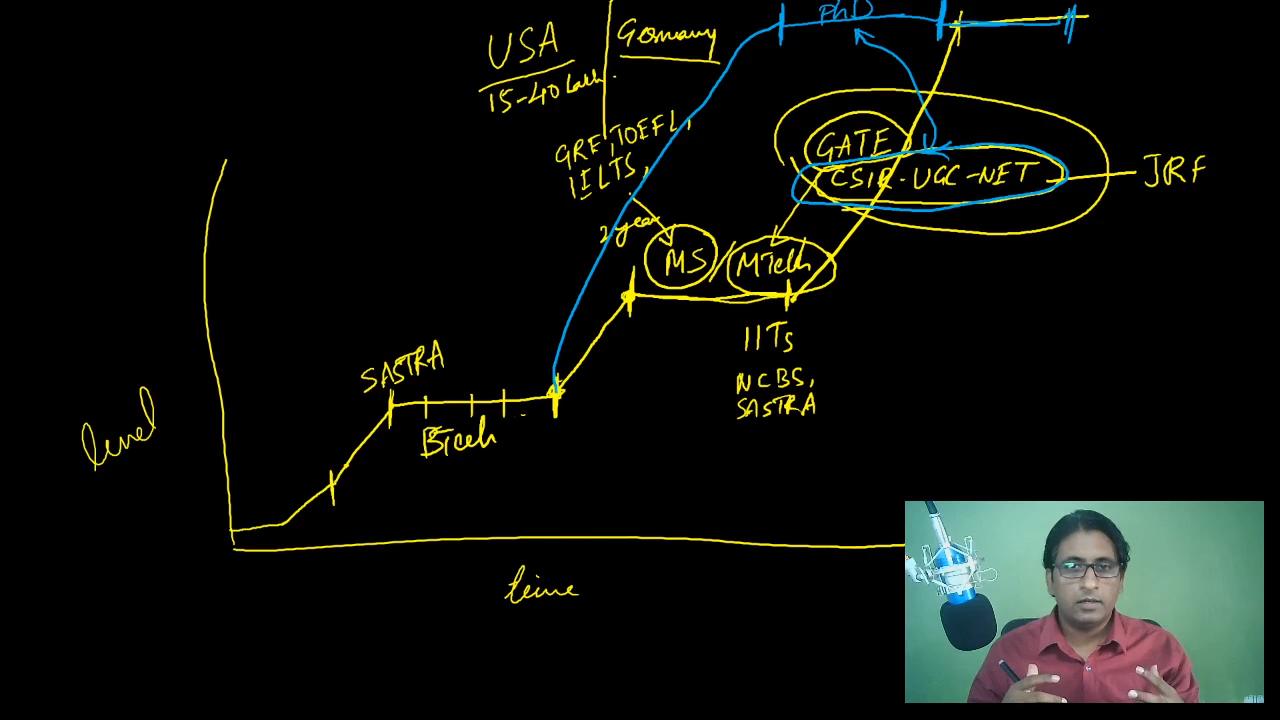 PhD
USA
Germany
15-40 Lakh
GRE, TOEFL,
IELTS,
GATE
CSIR-UGC-NET
JRF
2 years
MS / MTech
IITs
NCBS,
SASTRA
SASTRA
BTech
level
time